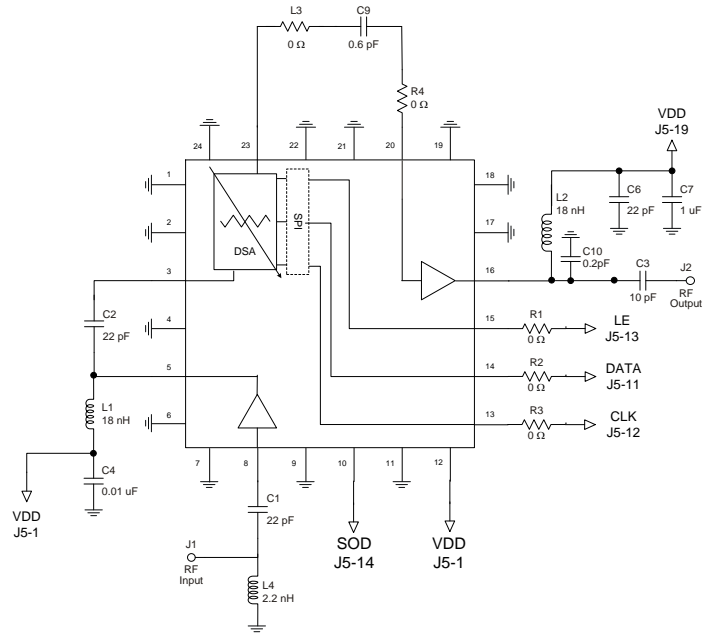 L3
0 Ω
C9
0.6 pF
R4
0 Ω
VDD
J5-19
24
23
22
21
20
19
1
18
C6
22 pF
C7
1 uF
L2
18 nH
SPI
2
17
DSA
C10
0.2pF
3
16
C3
10 pF
J2
RF
Output
C2
22 pF
4
15
R1
0 Ω
LE
J5-13
5
14
R2
0 Ω
DATA
J5-11
L1
18 nH
6
13
R3
0 Ω
CLK
J5-12
7
8
9
10
11
12
C4
0.01 uF
VDD
J5-1
C1
22 pF
SOD
J5-14
VDD
J5-1
J1
RF
Input
L4
2.2 nH